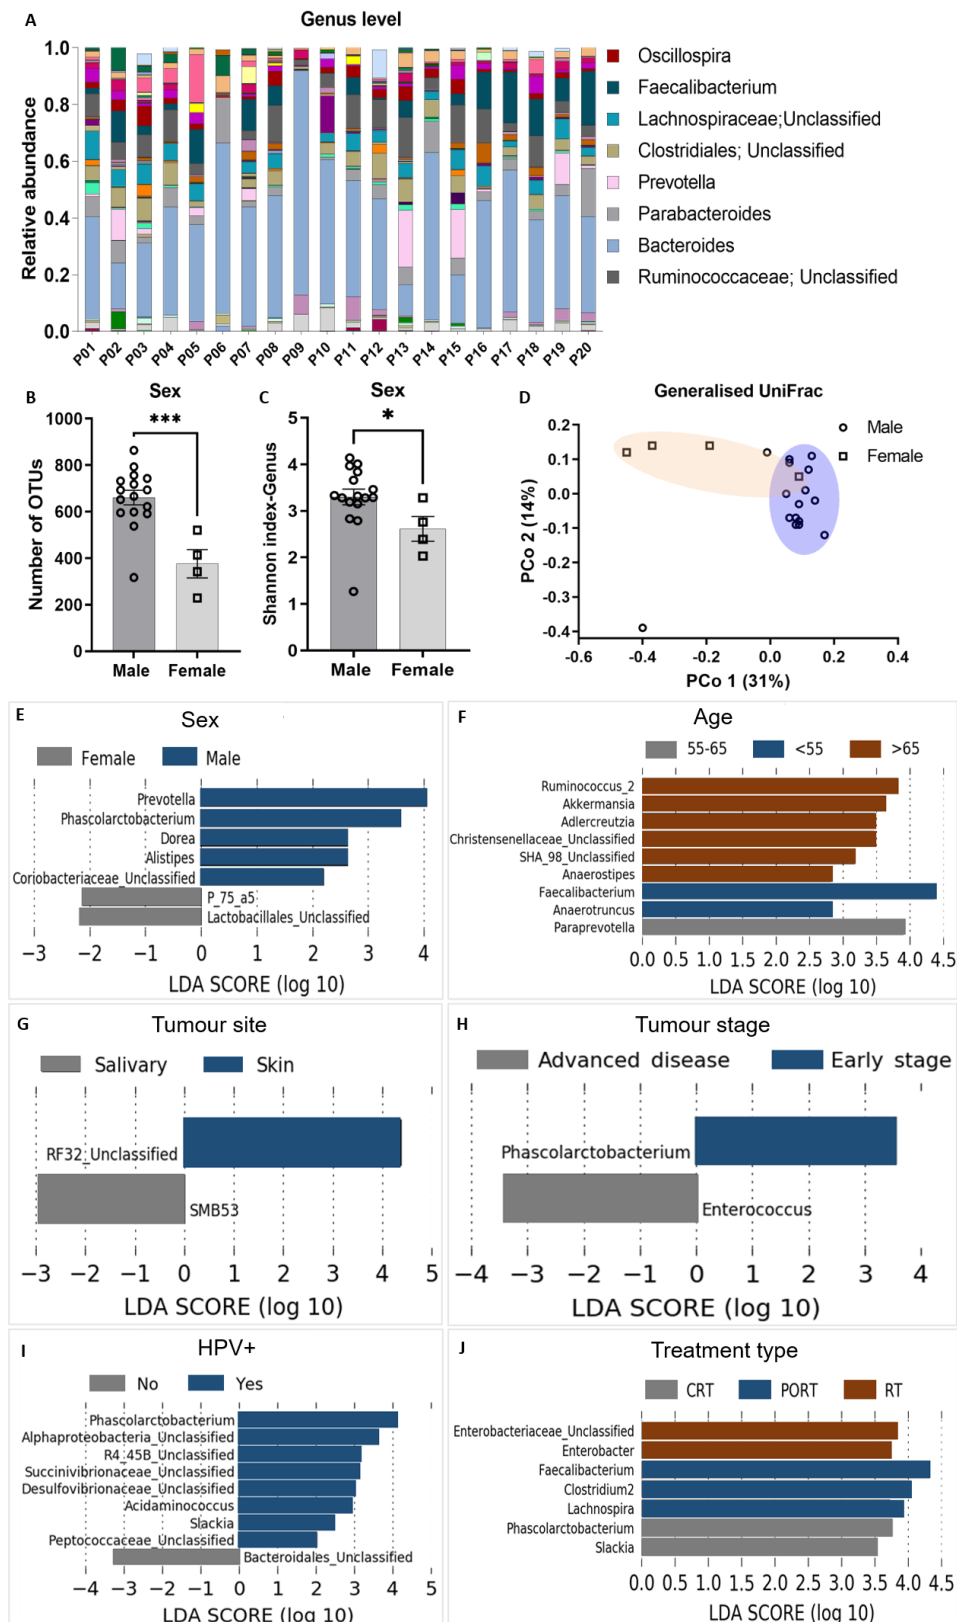 A
Genus level
Relative abundance
1.0
0.8
0.6
0.4
0.2
0.0
P01 P02 P03 P04 P05 P06 P07 P08 P09 P10 P11 P12 P13 P14 P15 P16 P17 P18 P19 P20
Oscillospira
Faecalibacterium
Lachnospiraceae;Unclassified
Clostridiales; Unclassified
Prevotella
Parabacteroides
Bacteroides
Ruminococcaceae; Unclassified
B
Sex
***
Number of OTUs
1000
800
600
400
200
0
Male Female
C
Sex
*
Shannon index-Genus
5
4
3
2
1
0
Male Female
D
Generalised UniFrac
Male
Female
PCo 2 (14%)
0.2
0.1
0.0
-0.1
-0.2
-0.3
-0.4
-0.6 -0.4 -0.2 0.0 0.2 0.4
PCo 1 (31%)
E
Sex
Female Male
Prevotella
Phascolarctobacterium
Dorea
Alistipes
Coriobacteriaceae_Unclassified
P_75_a5
Lactobacillales_Unclassified
−3 −2 −1 0 1 2 3 4
LDA SCORE (log 10)
F
Age
55-65 <55 >65
Ruminococcus_2
Akkermansia
Adlercreutzia
Christensenellaceae_Unclassified
SHA_98_Unclassified
Anaerostipes
Faecalibacterium
Anaerotruncus
Paraprevotella
0.0 0.5 1.0 1.5 2.0 2.5 3.0 3.5 4.0 4.5
LDA SCORE (log 10)
G
Tumour site
Salivary Skin
RF32_Unclassified
SMB53
−3 −2 −1 0 1 2 3 4 5
LDA SCORE (log 10)
H
Tumour stage
Advanced disease Early stage
Phascolarctobacterium
Enterococcus
−4 −3 −2 −1 0 1 2 3 4
LDA SCORE (log 10)
I
HPV+
No Yes
Phascolarctobacterium
Alphaproteobacteria_Unclassified
R4_45B_Unclassified
Succinivibrionaceae_Unclassified
Desulfovibrionaceae_Unclassified
Acidaminococcus
Slackia
Peptococcaceae_Unclassified
Bacteroidales_Unclassified
−4 −3 −2 −1 0 1 2 3 4 5
LDA SCORE (log 10)
J
Treatment type
CRT PORT RT
Enterobacteriaceae_Unclassified
Enterobacter
Faecalibacterium
Clostridium2
Lachnospira
Phascolarctobacterium
Slackia
0.0 0.5 1.0 1.5 2.0 2.5 3.0 3.5 4.0 4.5
LDA SCORE (log 10)